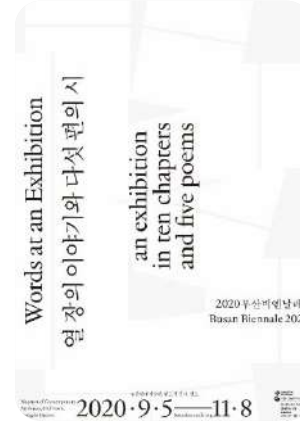 Words at an Exhibition
열 장의 이야기와 다섯 편의 시
an exhibition
in ten chapters
and five poems
2020 부산비엔날레
Busan Biennale 202
2020·9·5——11·8